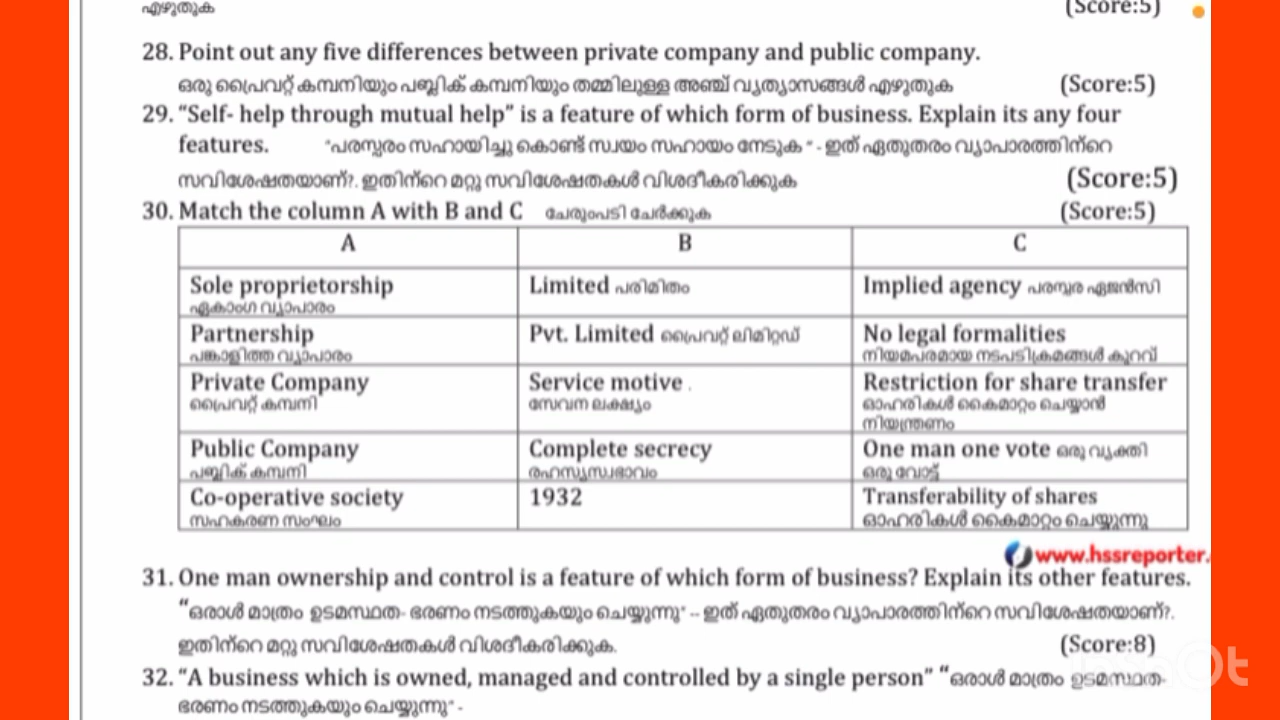 എഴുതുക (Score:5)
28. Point out any five differences between private company and public company.
ഒരു പ്രൈവറ്റ് കമ്പനിയും പബ്ലിക് കമ്പനിയും തമ്മിലുള്ള അഞ്ച് വ്യത്യാസങ്ങൾ എഴുതുക (Score:5)
29. “Self- help through mutual help” is a feature of which form of business. Explain its any four
features. “പരസ്പരം സഹായിച്ചു കൊണ്ട് സ്വയം സഹായം നേടുക “ - ഇത് ഏതുതരം വ്യാപാരത്തിന്റെ
സവിശേഷതയാണ്?. ഇതിന്റെ മറ്റു സവിശേഷതകൾ വിശദീകരിക്കുക (Score:5)
30. Match the column A with B and C ചേരുംപടി ചേർക്കുക (Score:5)
A B C
Sole proprietorship Limited പരിമിതം Implied agency പരമ്പര ഏജൻസി
ഏകാംഗ വ്യാപാരം
Partnership Pvt. Limited പ്രൈവറ്റ് ലിമിറ്റഡ് No legal formalities
പങ്കാളിത്ത വ്യാപാരം നിയമപരമായ നടപടിക്രമങ്ങൾ കുറവ്
Private Company Service motive . Restriction for share transfer
പ്രൈവറ്റ് കമ്പനി സേവന ലക്ഷ്യം ഓഹരികൾ കൈമാറ്റം ചെയ്യാൻ
നിയന്ത്രണം
Public Company Complete secrecy One man one vote ഒരു വ്യക്തി
പബ്ലിക് കമ്പനി രഹസ്യസ്വഭാവം ഒരു വോട്ട്
Co-operative society 1932 Transferability of shares
സഹകരണ സംഘം ഓഹരികൾ കൈമാറ്റം ചെയ്യുന്നു
www.hssreporter.
31. One man ownership and control is a feature of which form of business? Explain its other features.
“ഒരാൾ മാത്രം ഉടമസ്ഥത- ഭരണം നടത്തുകയും ചെയ്യുന്നു” -- ഇത് ഏതുതരം വ്യാപാരത്തിന്റെ സവിശേഷതയാണ്?.
ഇതിന്റെ മറ്റു സവിശേഷതകൾ വിശദീകരിക്കുക. (Score:8)
32. “A business which is owned, managed and controlled by a single person” “ഒരാൾ മാത്രം ഉടമസ്ഥത-
ഭരണം നടത്തുകയും ചെയ്യുന്നു” -